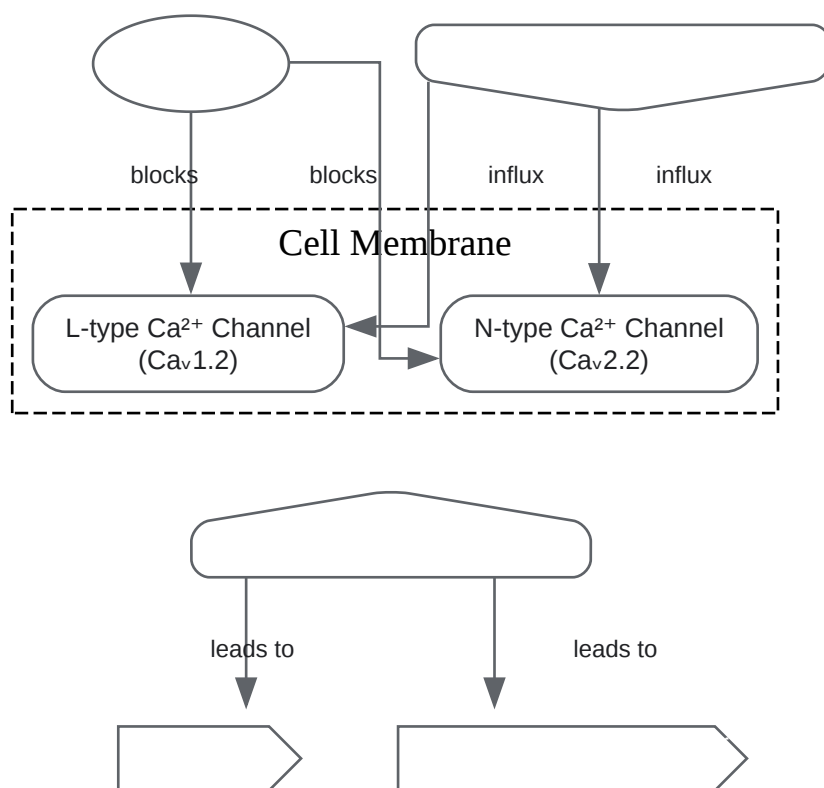 blocks
blocks
influx
influx
Cell Membrane
L-type Ca²⁺ Channel
(Caᵥ1.2)
N-type Ca²⁺ Channel
(Caᵥ2.2)
leads to
leads to